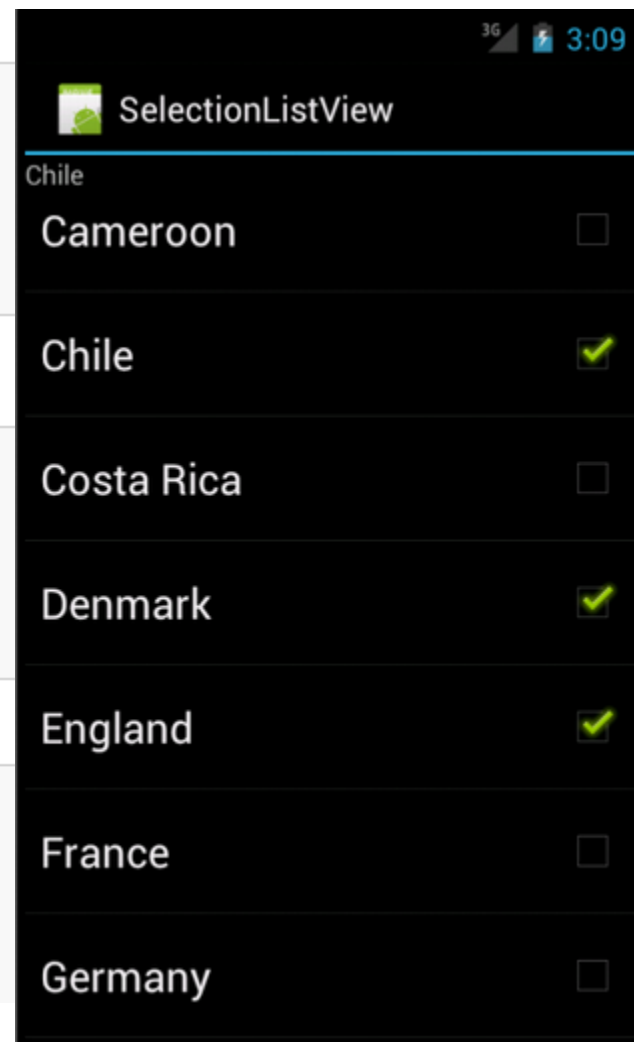 3G 3:09
SelectionListView
Chile
Cameroon
Chile
Costa Rica
Denmark
England
France
Germany